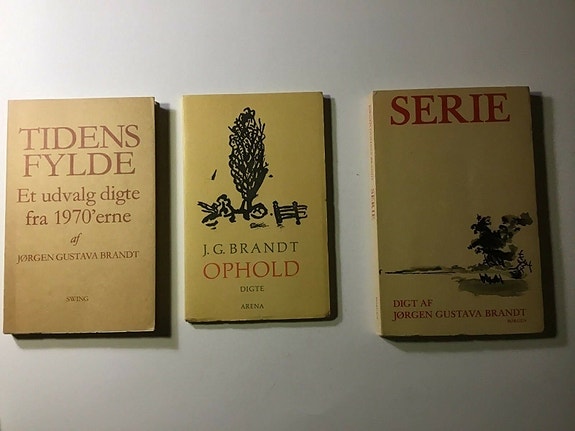 TIDENS
FYLDE
Et udvalg digte
fra 1970'erne
af
JØRGEN GUSTAVA BRANDT
SWING
J. G. BRANDT
OPHOLD
DIGTE
ARENA
SERIE
DIGT AF
JØRGEN GUSTAVA BRANDT